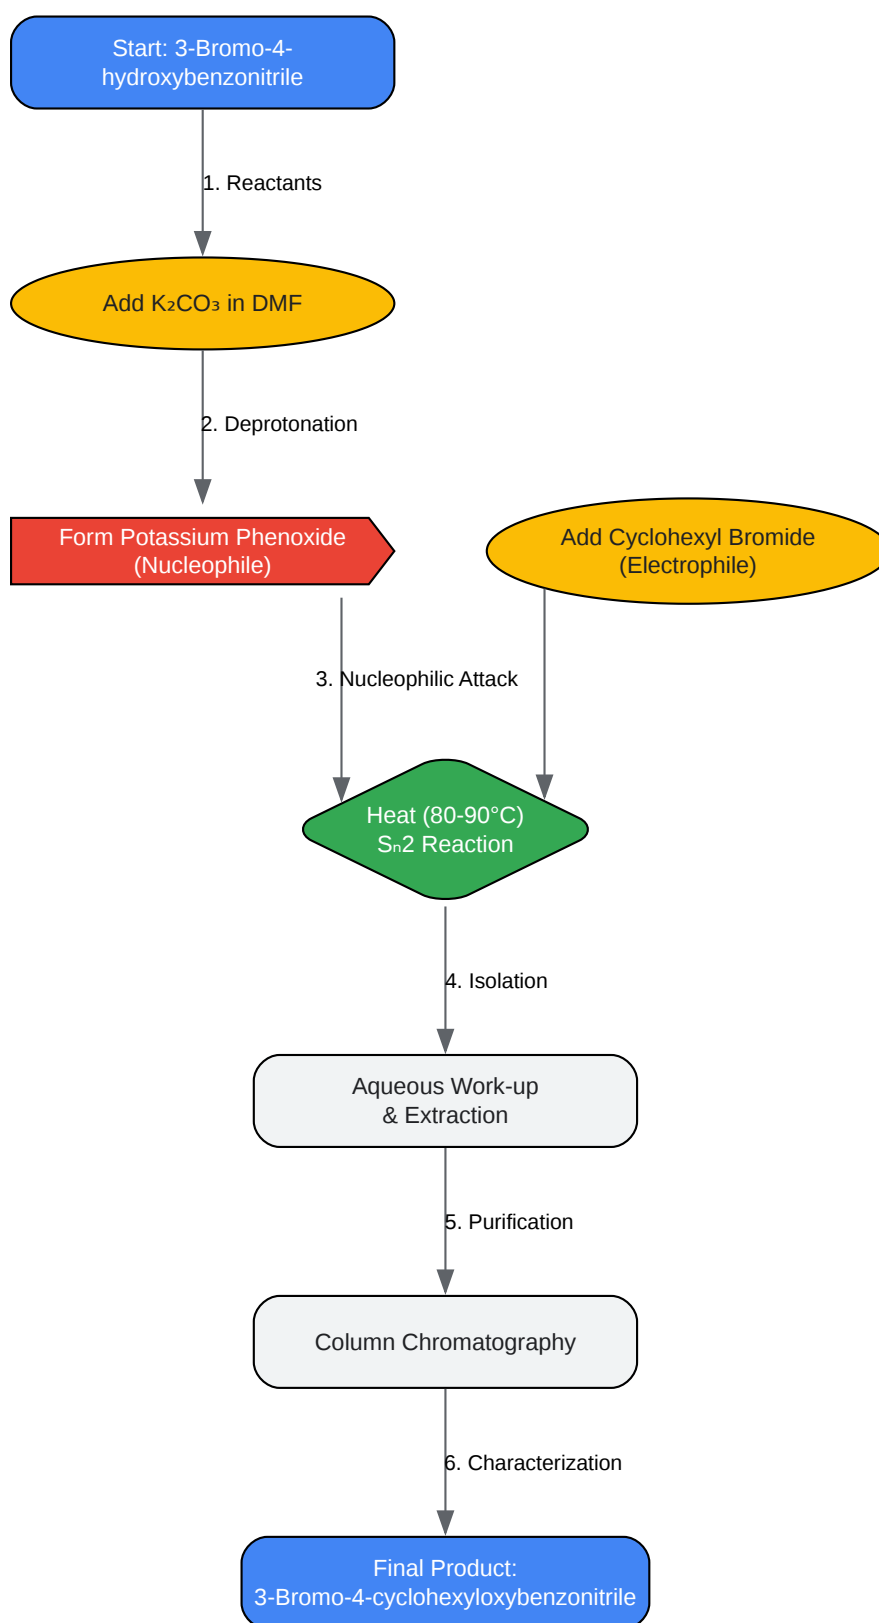 Start: 3-Bromo-4-
hydroxybenzonitrile
1. Reactants
Add K₂CO₃ in DMF
2. Deprotonation
Form Potassium Phenoxide
(Nucleophile)
Add Cyclohexyl Bromide
(Electrophile)
3. Nucleophilic Attack
Heat (80-90°C)
Sₙ2 Reaction
4. Isolation
Aqueous Work-up
& Extraction
5. Purification
Column Chromatography
6. Characterization
Final Product:
3-Bromo-4-cyclohexyloxybenzonitrile